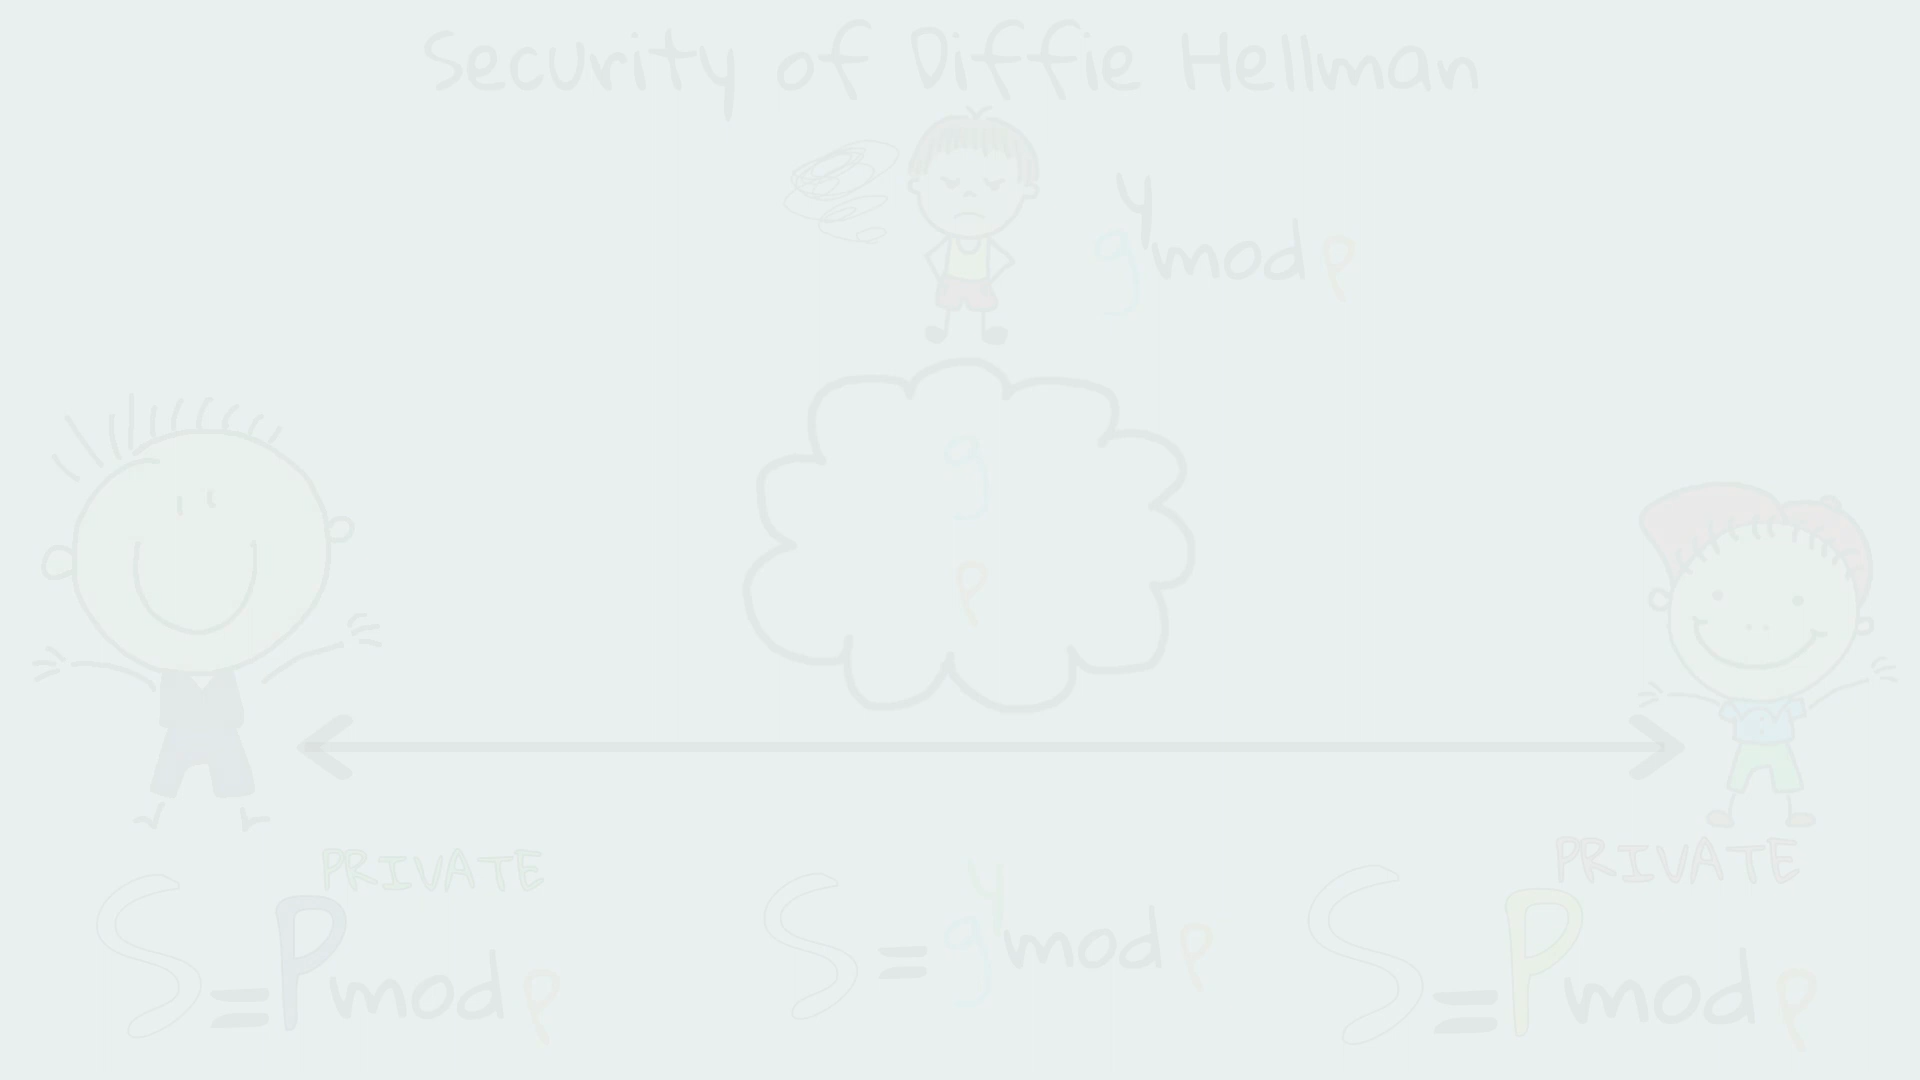 Security of Diffie Hellman
g^y mod p
g
p
PRIVATE
S=P mod p
S=g^y mod p
PRIVATE
S=P mod p